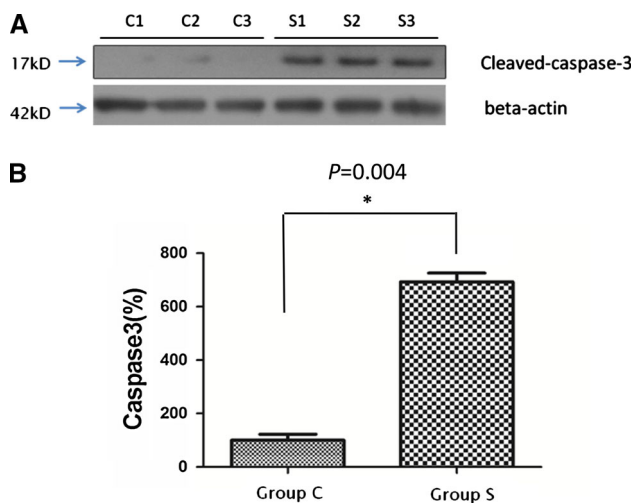 A
C1 C2 C3 S1 S2 S3
17kD Cleaved-caspase-3
42kD beta-actin
B
P=0.004
*
800
600
400
200
0
Caspase3(%)
Group C Group S